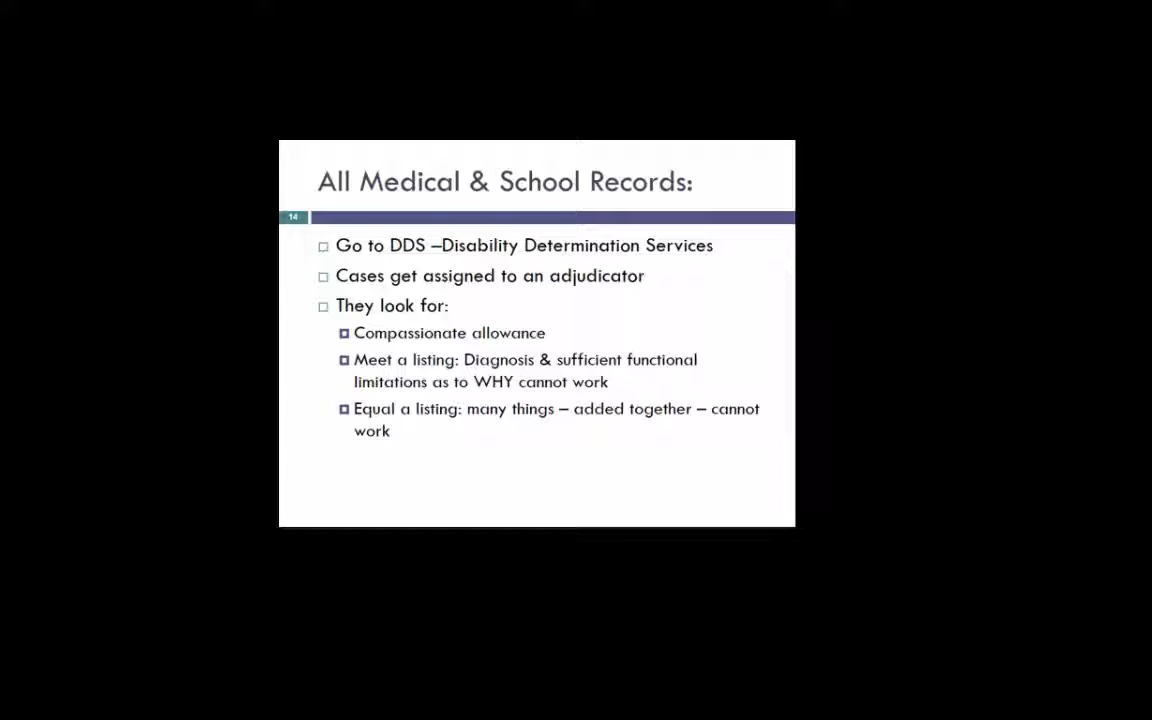 All Medical & School Records:
14
Go to DDS –Disability Determination Services
Cases get assigned to an adjudicator
They look for:
Compassionate allowance
Meet a listing: Diagnosis & sufficient functional
limitations as to WHY cannot work
Equal a listing: many things – added together – cannot
work